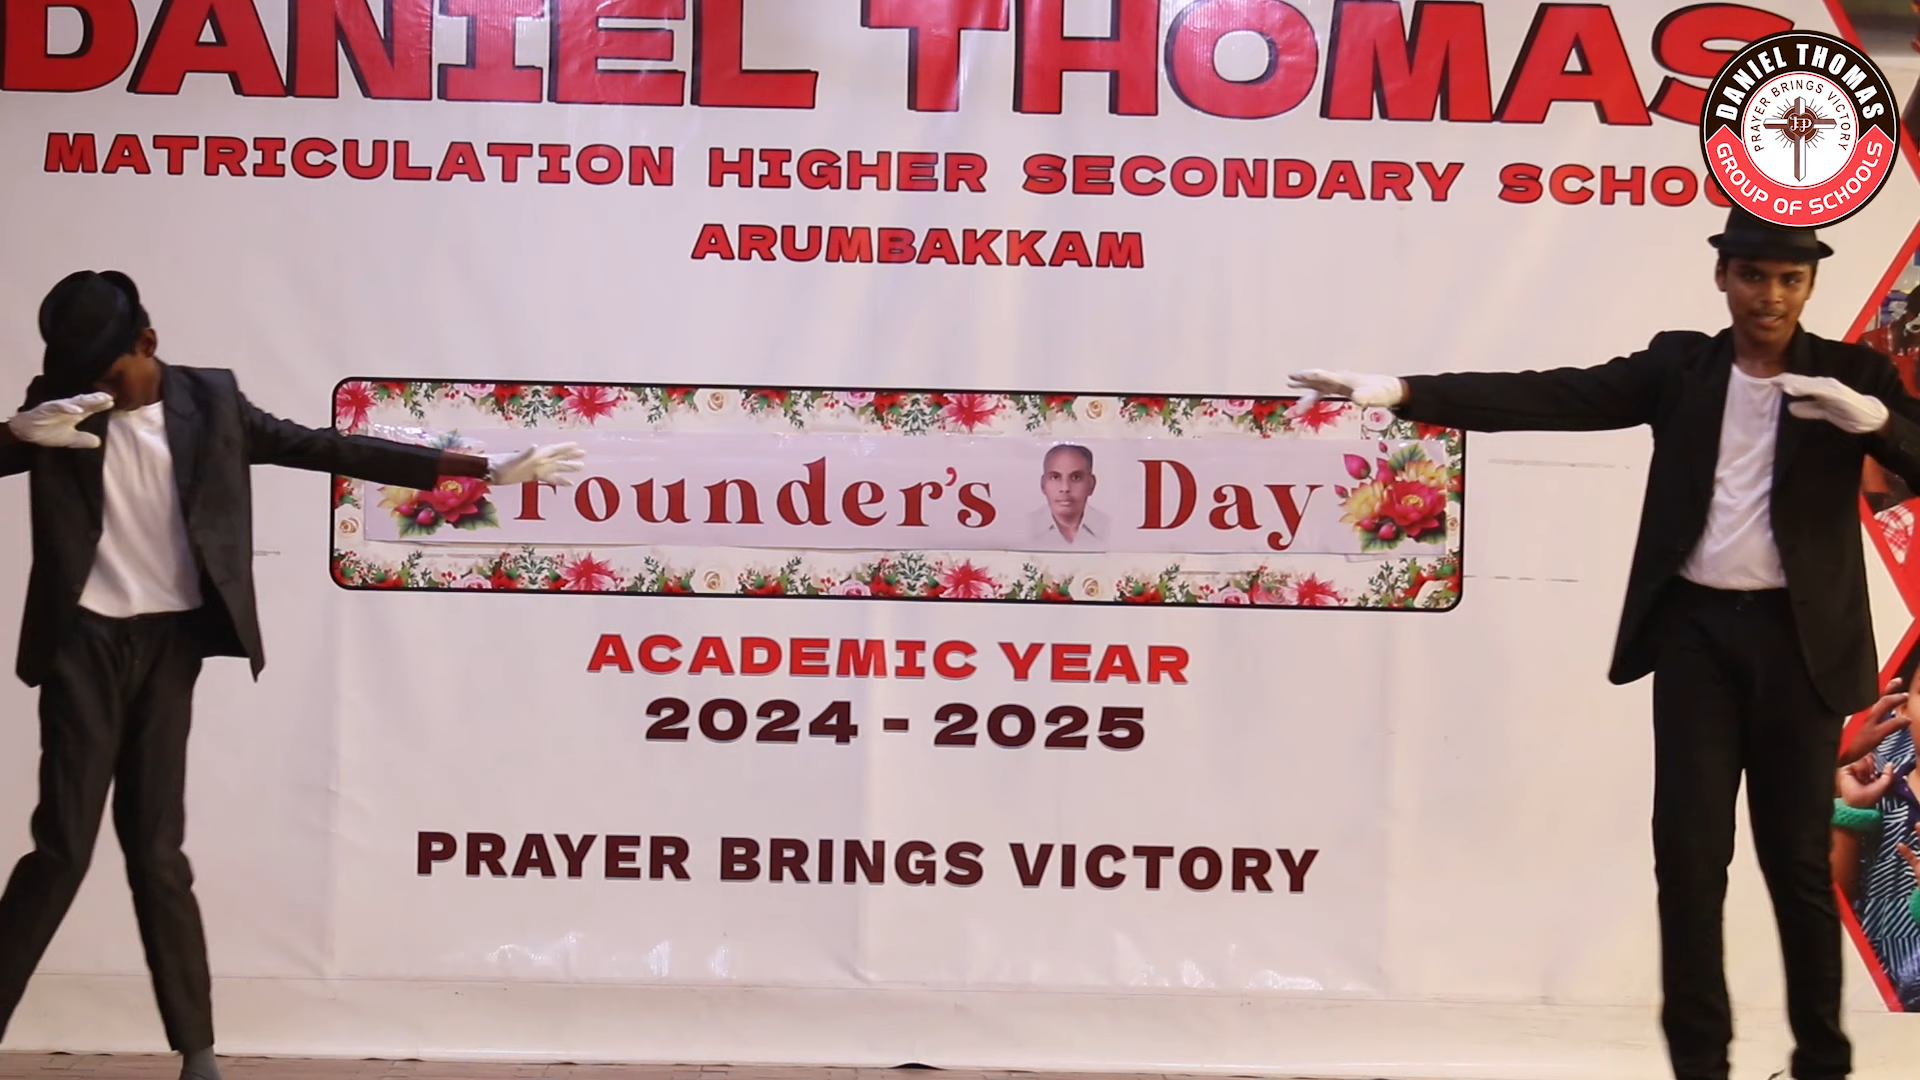 DANIEL THOMAS
MATRICULATION HIGHER SECONDARY SCHOO
ARUMBAKKAM
Founder's Day
ACADEMIC YEAR
2024 - 2025
PRAYER BRINGS VICTORY
DANIEL THOMAS
PRAYER BRINGS VICTORY
GROUP OF SCHOOLS